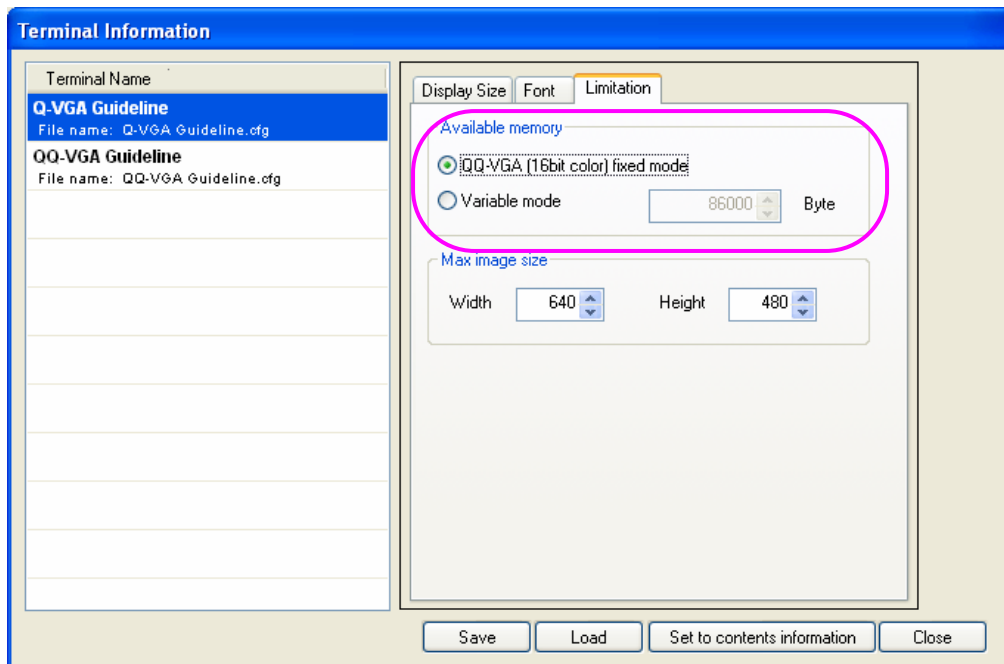 Terminal Information
Terminal Name
Q-VGA Guideline
File name: Q-VGA Guideline.cfg
QQ-VGA Guideline
File name: QQ-VGA Guideline.cfg
Display Size Font Limitation
Available memory
QQ-VGA (16bit color) fixed mode
Variable mode 86000 Byte
Max image size
Width 640 Height 480
Save Load Set to contents information Close